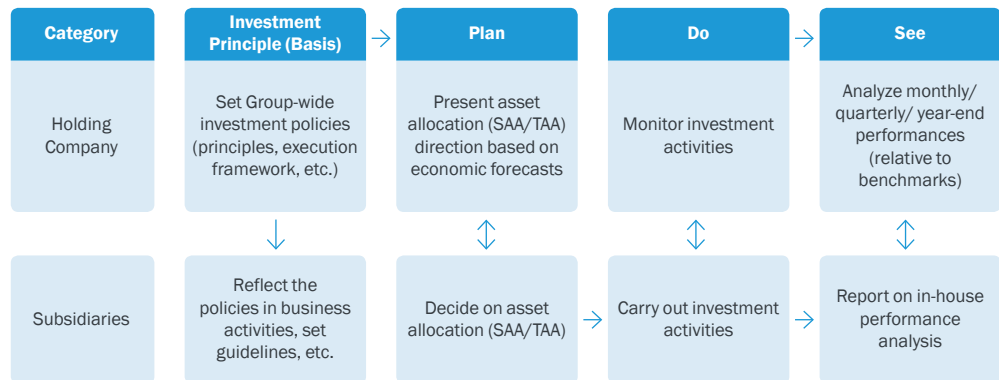 Category
Investment
Principle (Basis)
Plan
Do
See
Holding
Company
Set Group-wide
investment policies
(principles, execution
framework, etc.)
Present asset
allocation (SAA/TAA)
direction based on
economic forecasts
Monitor investment
activities
Analyze monthly/
quarterly/ year-end
performances
(relative to
benchmarks)
Subsidiaries
Reflect the
policies in business
activities, set
guidelines, etc.
Decide on asset
allocation (SAA/TAA)
Carry out investment
activities
Report on in-house
performance
analysis